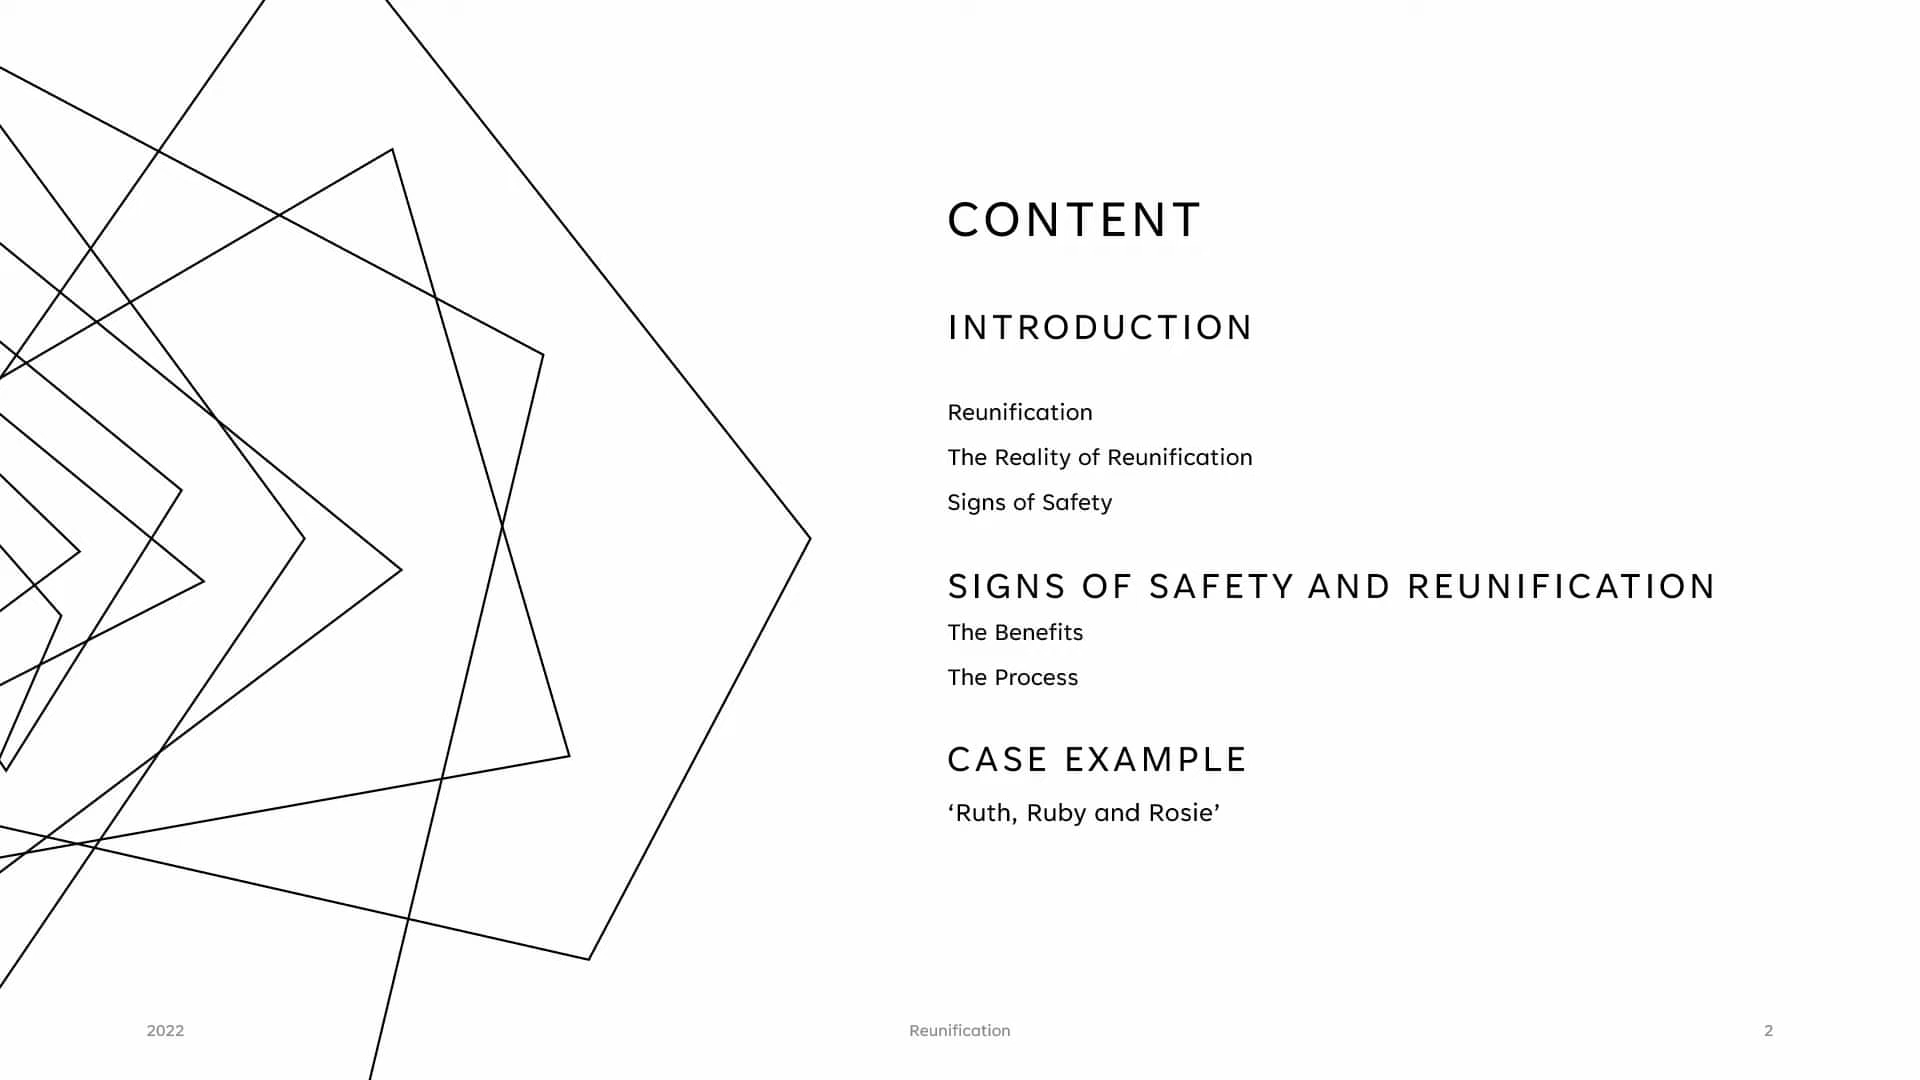 CONTENT
INTRODUCTION
Reunification
The Reality of Reunification
Signs of Safety
SIGNS OF SAFETY AND REUNIFICATION
The Benefits
The Process
CASE EXAMPLE
‘Ruth, Ruby and Rosie’
2022
Reunification
2